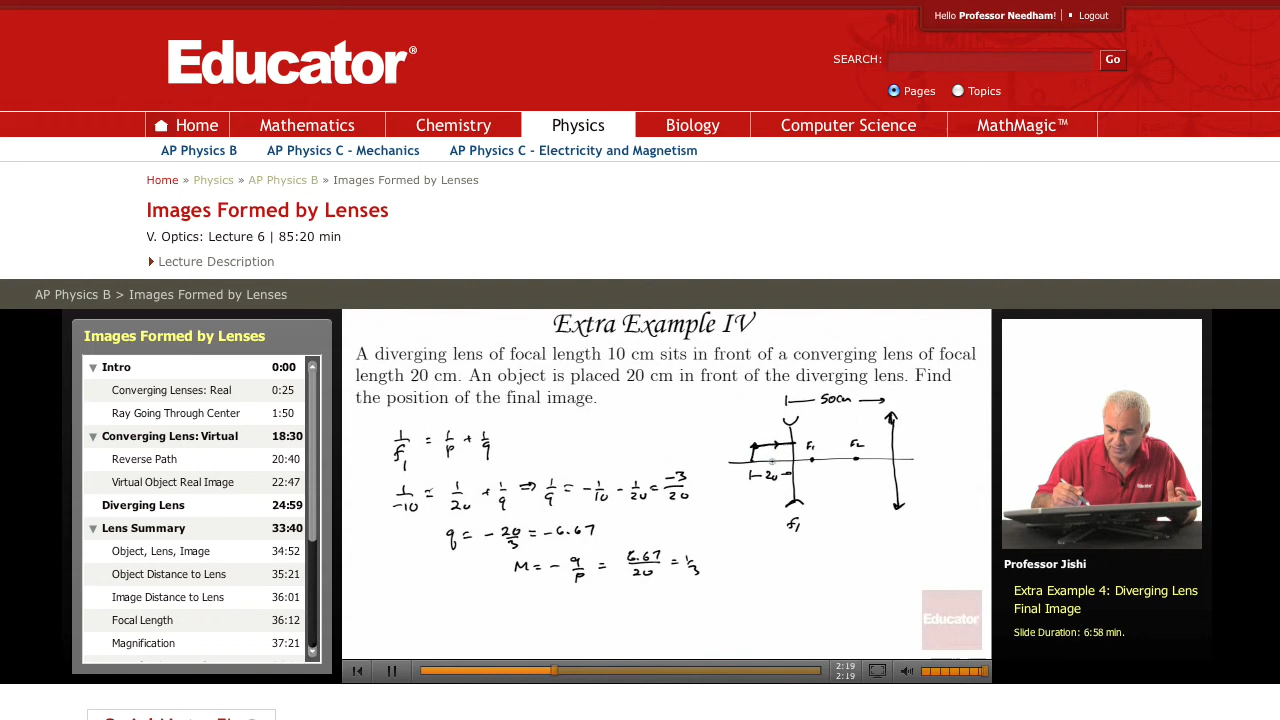 Hello Professor Needham! Logout
Educator®
SEARCH: Go
Pages Topics
Home Mathematics Chemistry Physics Biology Computer Science MathMagic™
AP Physics B AP Physics C - Mechanics AP Physics C - Electricity and Magnetism
Home » Physics » AP Physics B » Images Formed by Lenses
Images Formed by Lenses
V. Optics: Lecture 6 | 85:20 min
Lecture Description
AP Physics B > Images Formed by Lenses
Images Formed by Lenses
Intro 0:00
Converging Lenses: Real 0:25
Ray Going Through Center 1:50
Converging Lens: Virtual 18:30
Reverse Path 20:40
Virtual Object Real Image 22:47
Diverging Lens 24:59
Lens Summary 33:40
Object, Lens, Image 34:52
Object Distance to Lens 35:21
Image Distance to Lens 36:01
Focal Length 36:12
Magnification 37:21
Extra Example IV
A diverging lens of focal length 10 cm sits in front of a converging lens of focal
length 20 cm. An object is placed 20 cm in front of the diverging lens. Find
the position of the final image.
50cm
1/f1 = 1/p + 1/q
F1 F2
20
1/-10 = 1/20 + 1/q ⇒ 1/q = -1/10 - 1/20 = -3/20
f1
q = - 20/3 = -6.67
M = - q/p = 6.67/20 = 1/3
Educator
2:19
2:19
Professor Jishi
Extra Example 4: Diverging Lens
Final Image
Slide Duration: 6:58 min.